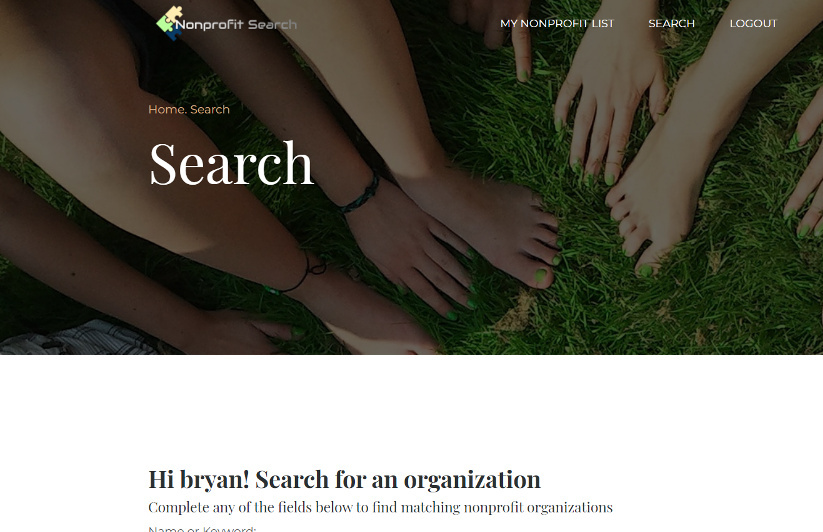 Nonprofit Search
MY NONPROFIT LIST SEARCH LOGOUT
Home. Search
Search
Hi bryan! Search for an organization
Complete any of the fields below to find matching nonprofit organizations
Name or Keyword: